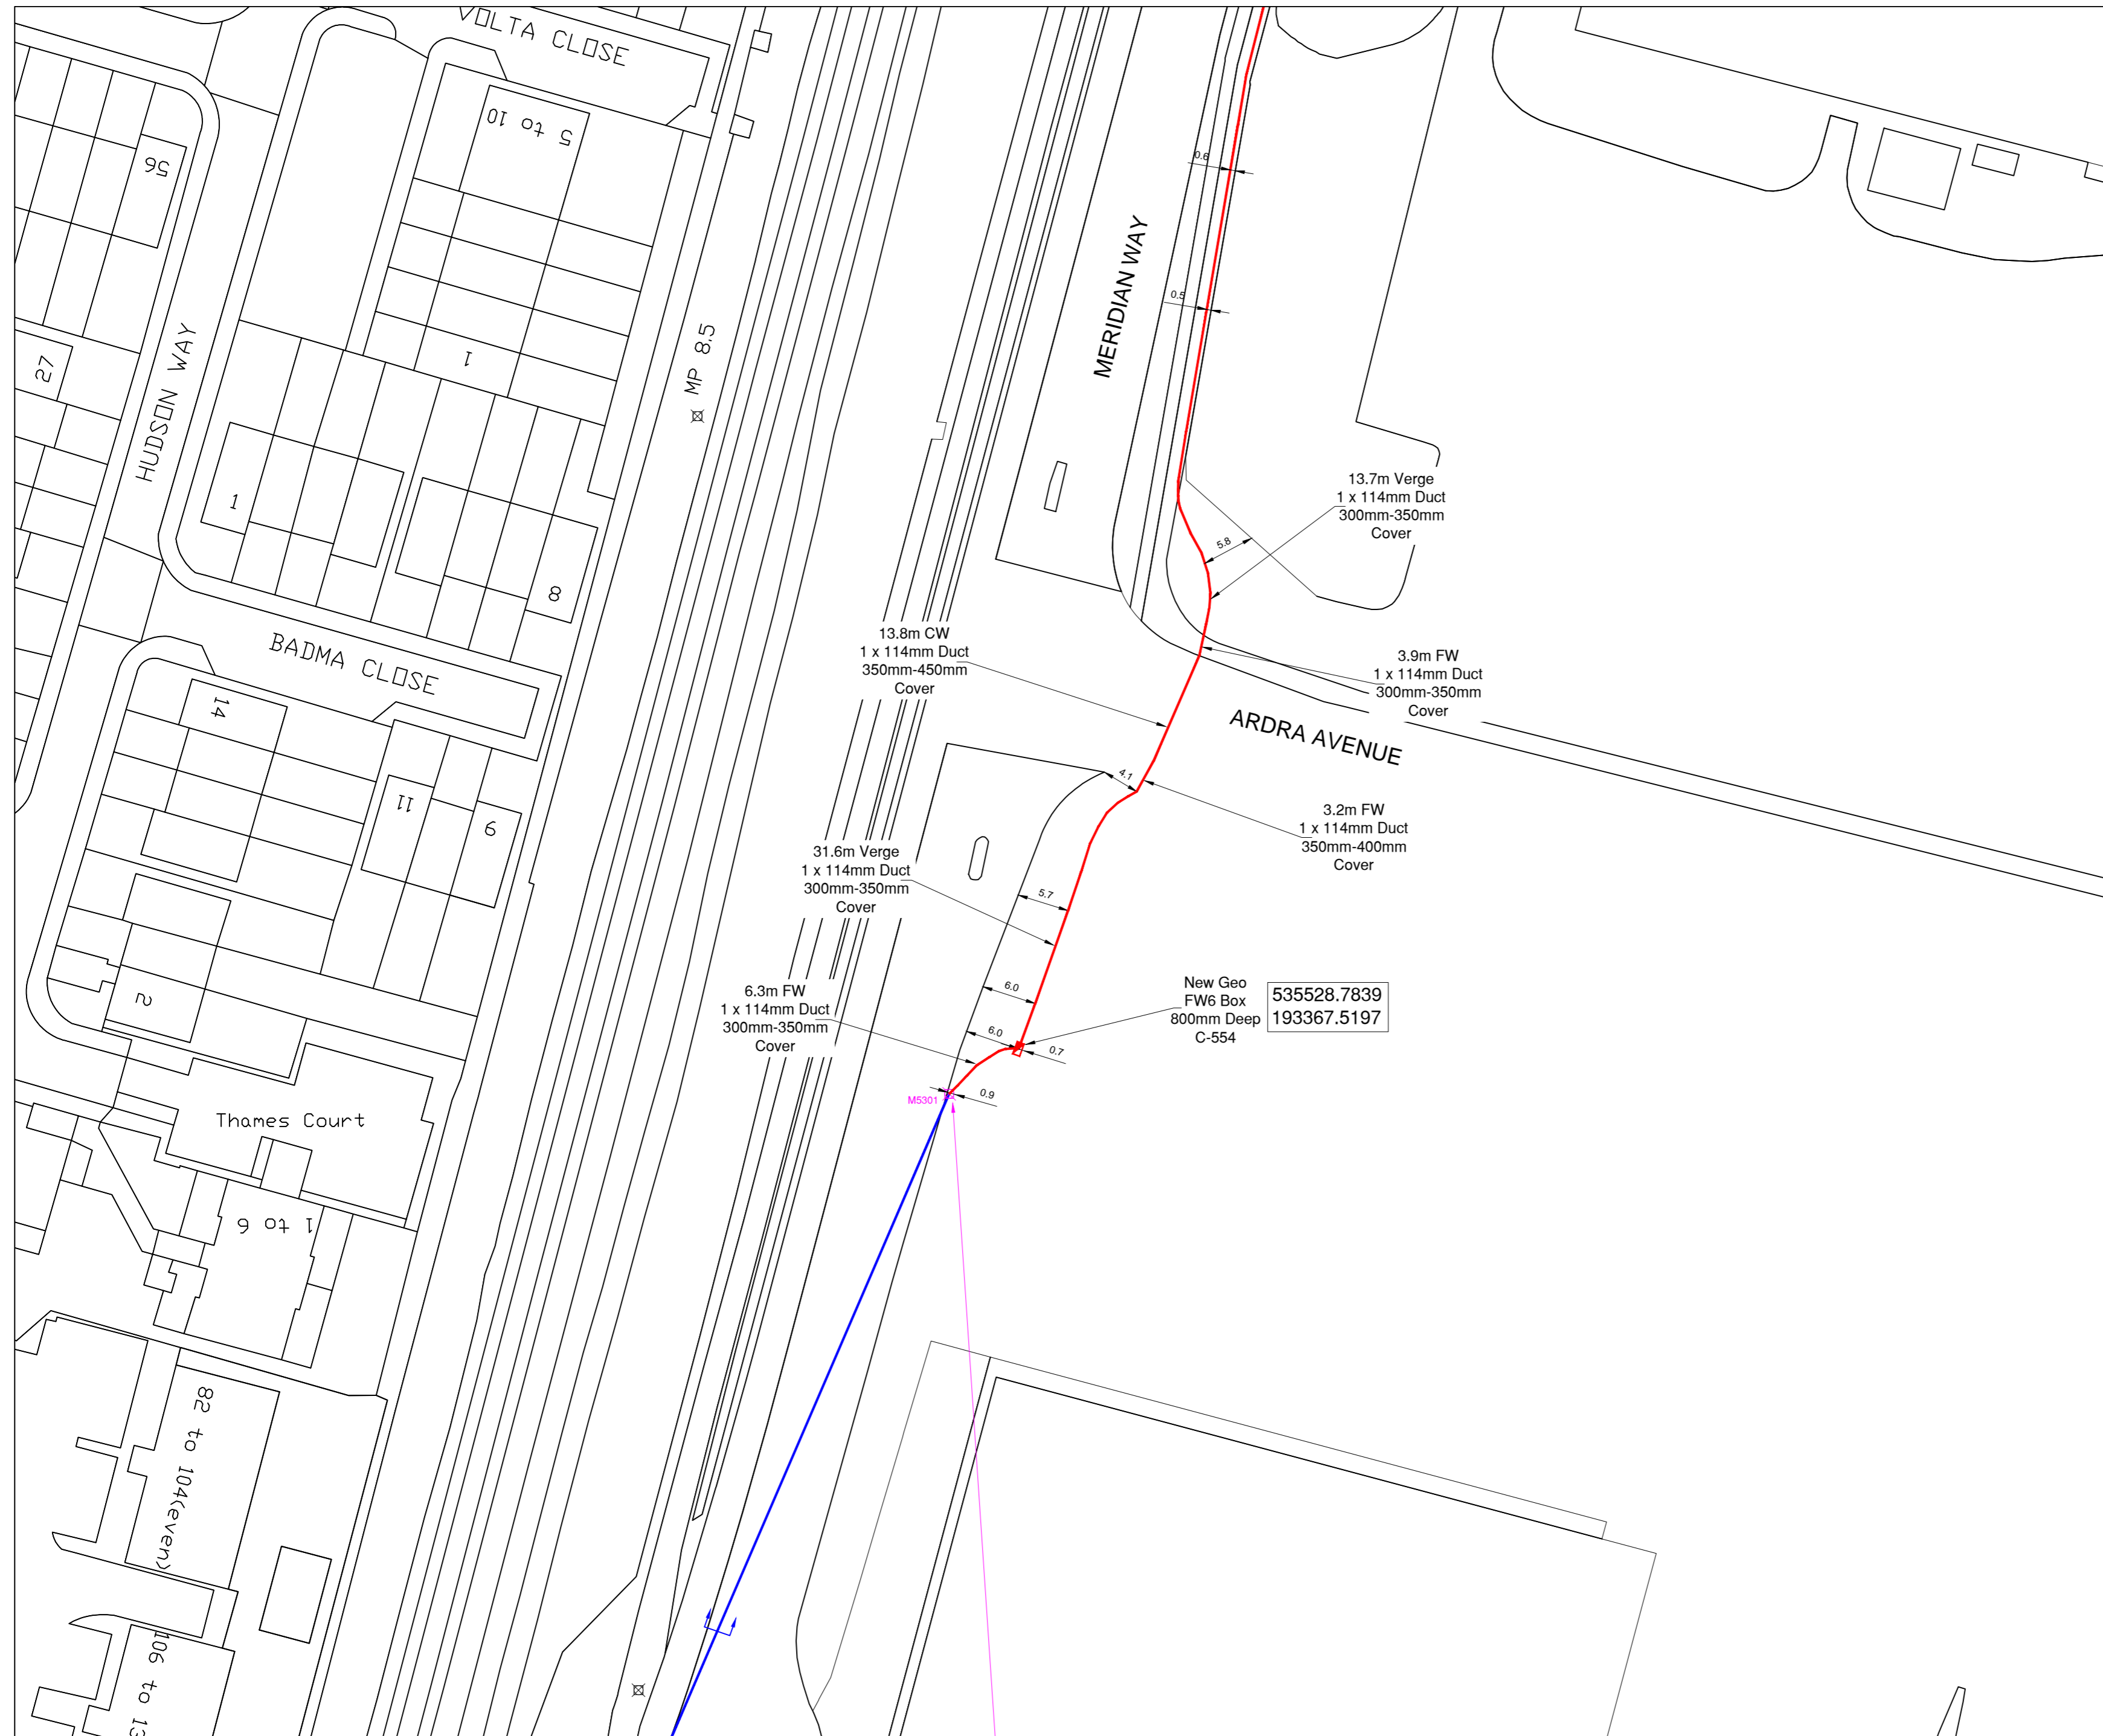 VOLTA CLOSE
5 to 10
56
0.6
MERIDIAN WAY
0.5
HUDSON WAY
27
1
MP 8.5
1
8
13.7m Verge
1 x 114mm Duct
300mm-350mm
Cover
5.8
BADMA CLOSE
13.8m CW
1 x 114mm Duct
350mm-450mm
Cover
3.9m FW
1 x 114mm Duct
300mm-350mm
Cover
14
ARDRA AVENUE
4.1
11
9
3.2m FW
1 x 114mm Duct
350mm-400mm
Cover
31.6m Verge
1 x 114mm Duct
300mm-350mm
Cover
5.7
2
6.3m FW
1 x 114mm Duct
300mm-350mm
Cover
6.0
New Geo
FW6 Box
800mm Deep
C-554
535528.7839
193367.5197
6.0
0.7
M5301
0.9
Thames Court
1 to 6
82 to 104(even)
106 to 13